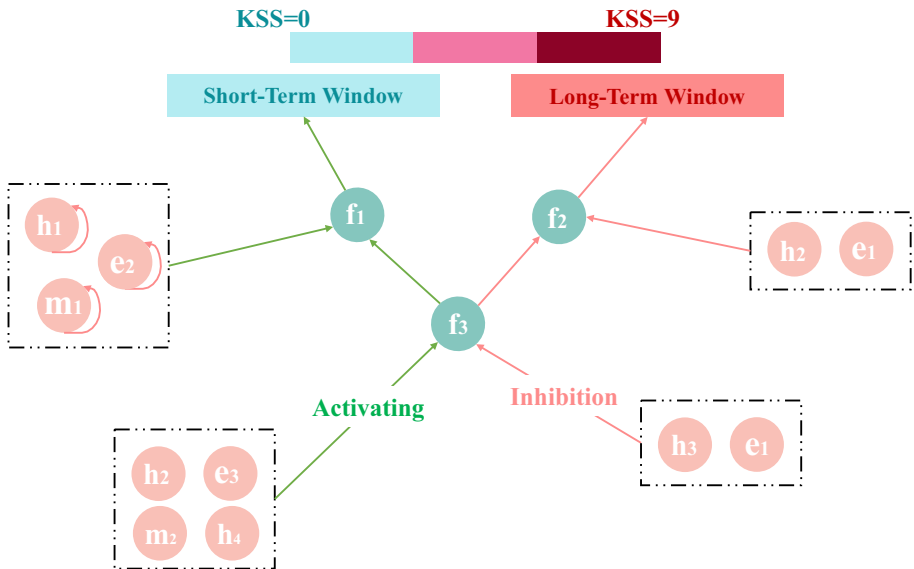 KSS=0 KSS=9
Short-Term Window Long-Term Window
h1
f1 f2
e2
h2 e1
m1
f3
Activating Inhibition
h3 e1
h2 e3
m2 h4